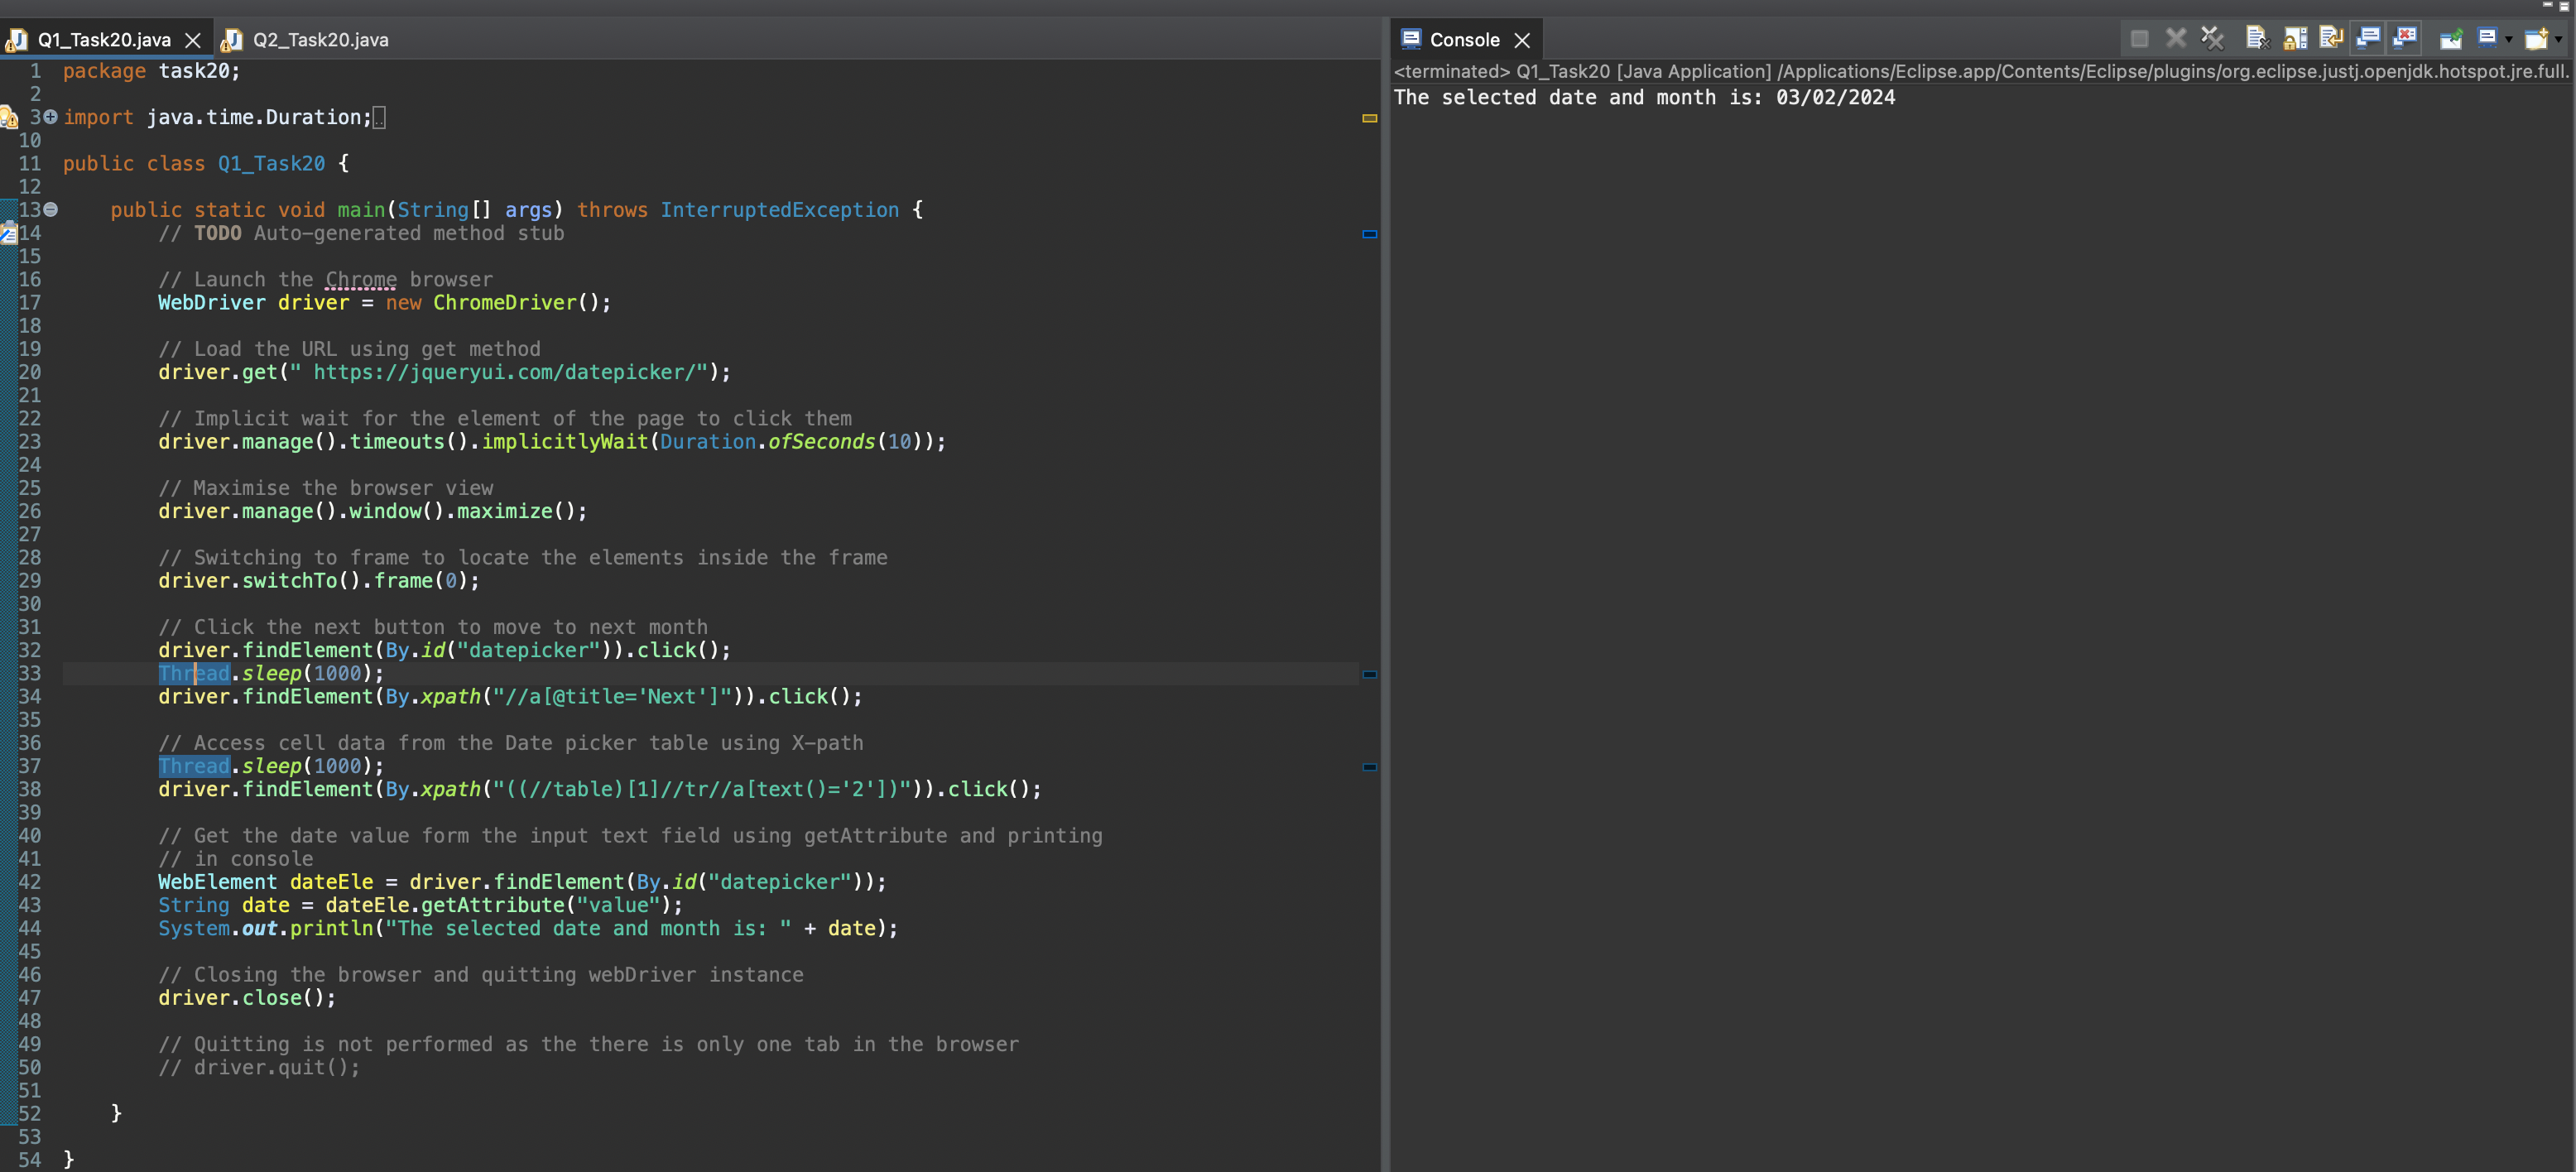 Q1_Task20.java
Q2_Task20.java
1 package task20;
2
3 import java.time.Duration;
10
11 public class Q1_Task20 {
12
13 public static void main(String[] args) throws InterruptedException {
14 // TODO Auto-generated method stub
15
16 // Launch the Chrome browser
17 WebDriver driver = new ChromeDriver();
18
19 // Load the URL using get method
20 driver.get(" https://jqueryui.com/datepicker/");
21
22 // Implicit wait for the element of the page to click them
23 driver.manage().timeouts().implicitlyWait(Duration.ofSeconds(10));
24
25 // Maximise the browser view
26 driver.manage().window().maximize();
27
28 // Switching to frame to locate the elements inside the frame
29 driver.switchTo().frame(0);
30
31 // Click the next button to move to next month
32 driver.findElement(By.id("datepicker")).click();
33 Thread.sleep(1000);
34 driver.findElement(By.xpath("//a[@title='Next']")).click();
35
36 // Access cell data from the Date picker table using X-path
37 Thread.sleep(1000);
38 driver.findElement(By.xpath("((//table)[1]//tr//a[text()='2'])")).click();
39
40 // Get the date value form the input text field using getAttribute and printing
41 // in console
42 WebElement dateEle = driver.findElement(By.id("datepicker"));
43 String date = dateEle.getAttribute("value");
44 System.out.println("The selected date and month is: " + date);
45
46 // Closing the browser and quitting webDriver instance
47 driver.close();
48
49 // Quitting is not performed as the there is only one tab in the browser
50 // driver.quit();
51
52 }
53
54 }
Console
<terminated> Q1_Task20 [Java Application] /Applications/Eclipse.app/Contents/Eclipse/plugins/org.eclipse.justj.openjdk.hotspot.jre.full.
The selected date and month is: 03/02/2024